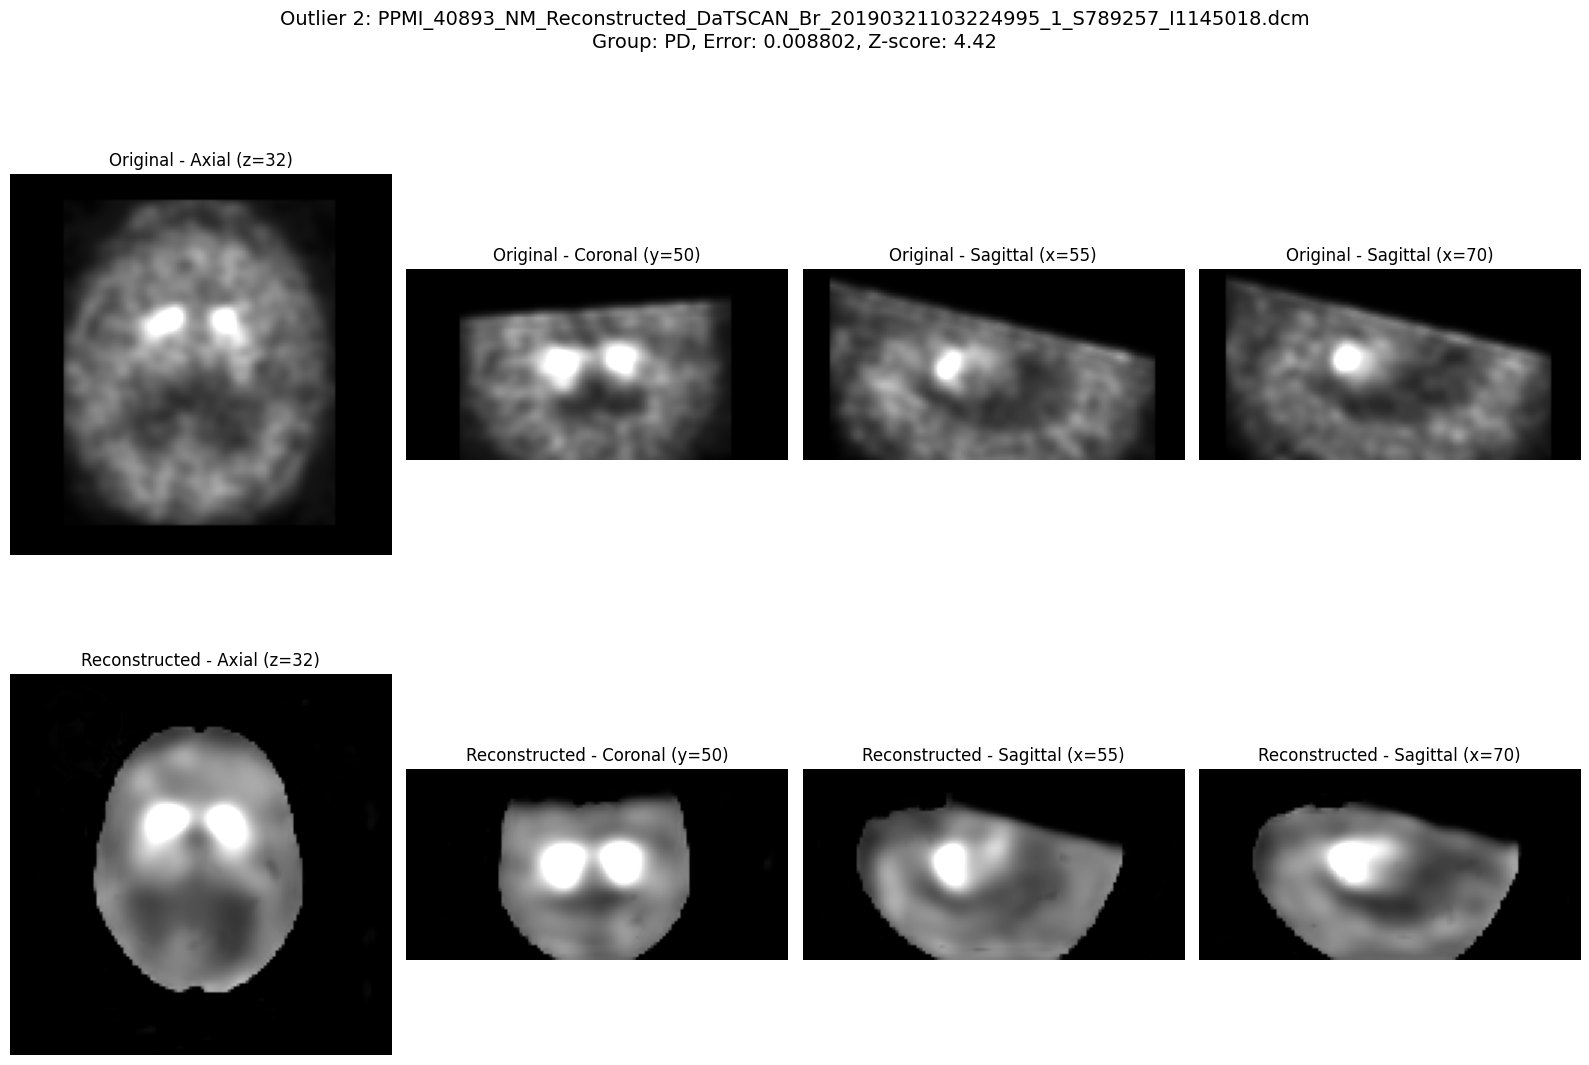 Outlier 2: PPMI_40893_NM_Reconstructed_DaTSCAN_Br_20190321103224995_1_S789257_I1145018.dcm
Group: PD, Error: 0.008802, Z-score: 4.42
Original - Axial (z=32)
Original - Coronal (y=50)
Original - Sagittal (x=55)
Original - Sagittal (x=70)
Reconstructed - Axial (z=32)
Reconstructed - Coronal (y=50)
Reconstructed - Sagittal (x=55)
Reconstructed - Sagittal (x=70)